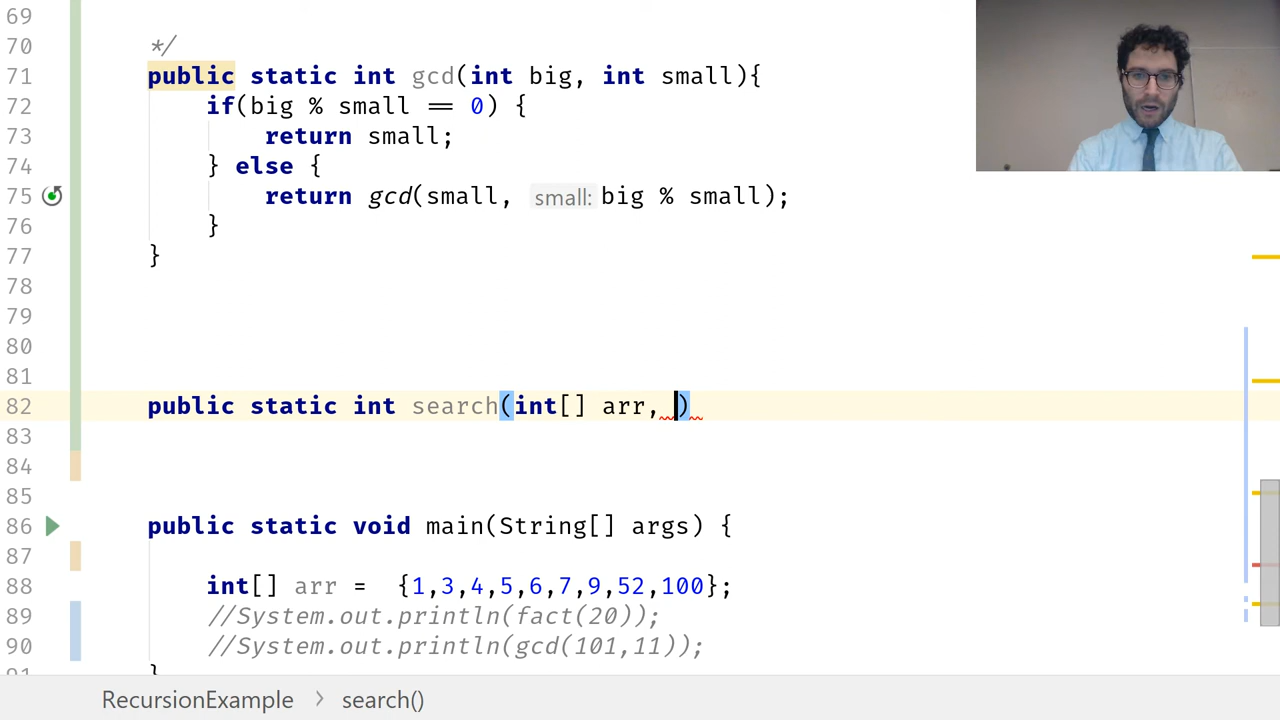 69
70 */
71 public static int gcd(int big, int small){
72 if(big % small == 0) {
73 return small;
74 } else {
75 return gcd(small, small: big % small);
76 }
77 }
78
79
80
81
82 public static int search(int[] arr, )
83
84
85
86 public static void main(String[] args) {
87
88 int[] arr = {1,3,4,5,6,7,9,52,100};
89 //System.out.println(fact(20));
90 //System.out.println(gcd(101,11));
91 }
RecursionExample > search()